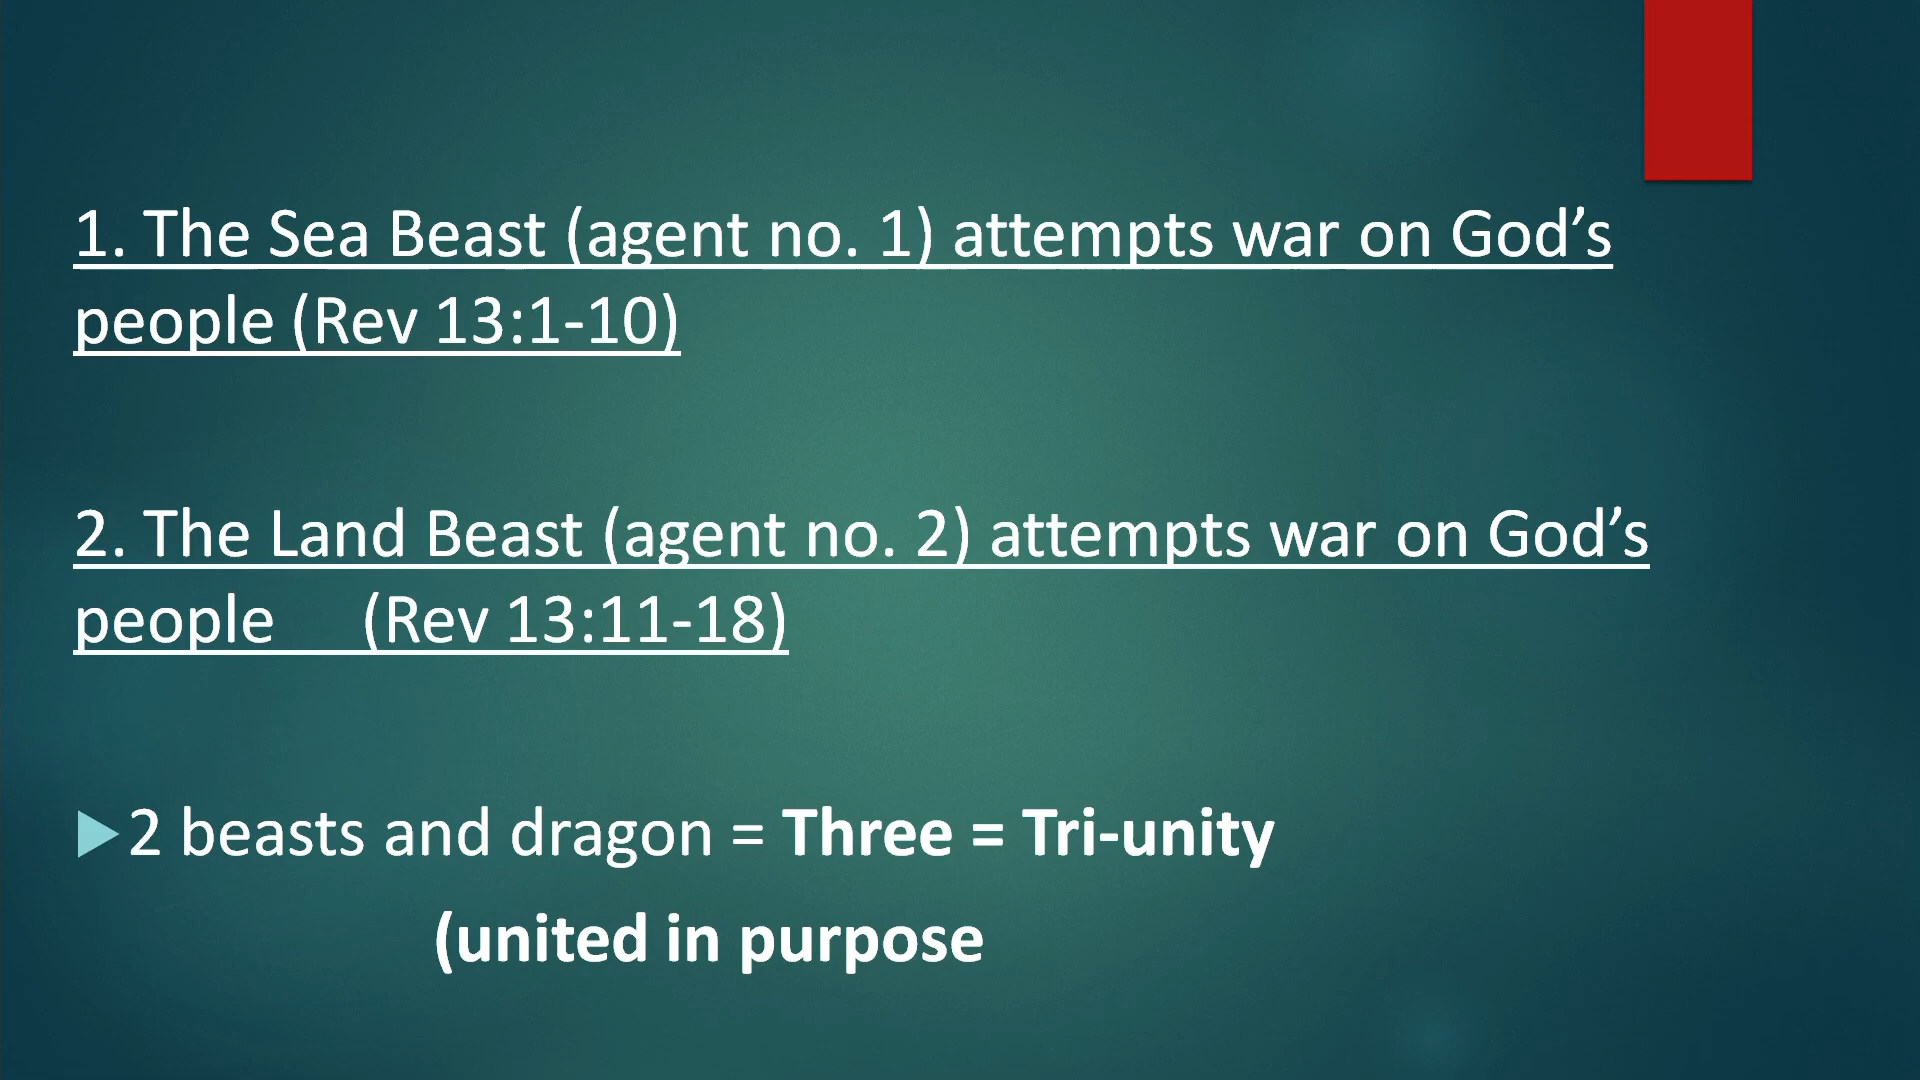 1. The Sea Beast (agent no. 1) attempts war on God’s
people (Rev 13:1-10)
2. The Land Beast (agent no. 2) attempts war on God’s
people (Rev 13:11-18)
2 beasts and dragon = Three = Tri-unity
(united in purpose